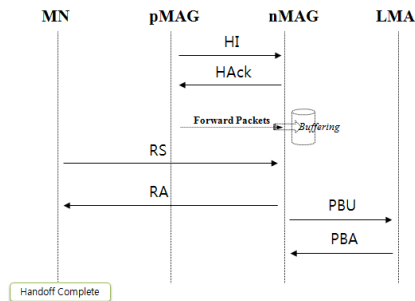 MN pMAG nMAG LMA
HI
HAck
Forward Packets Buffering
RS
RA
PBU
PBA
Handoff Complete